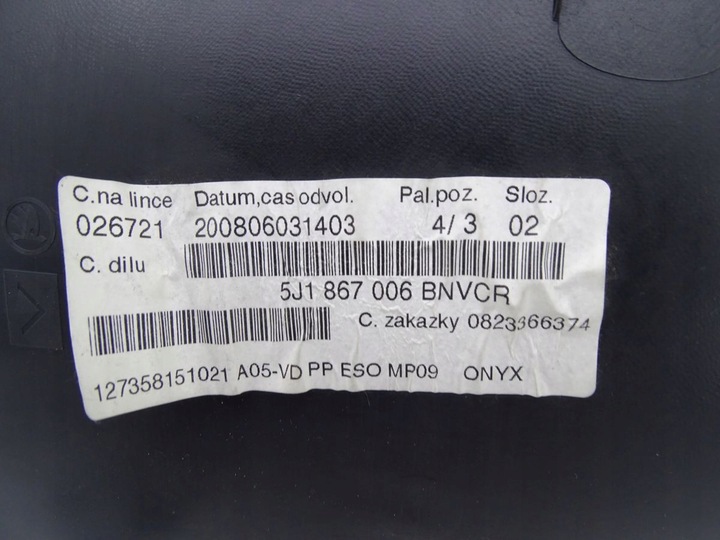 C.na lince Datum,cas odvol. Pal.poz. Sloz.
026721 200806031403 4/3 02
C. dilu
5J1 867 006 BNVCR
C. zakazky 0823666374
127358151021 A05-VD PP ESO MP09 ONYX